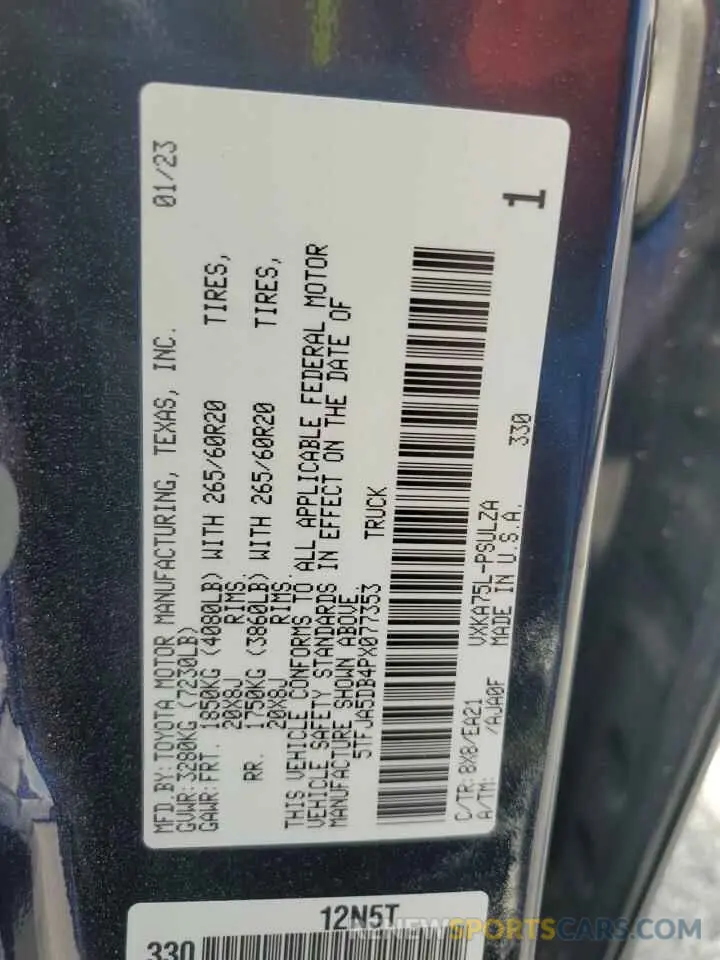 MFD BY: TOYOTA MOTOR MANUFACTURING, TEXAS, INC. 01/23
GVWR: 3280KG (7230LB)
GAWR: FRT. 1850KG (4080LB) WITH 265/60R20 TIRES,
20X8J RIMS.
RR. 1750KG (3860LB) WITH 265/60R20 TIRES,
20X8J RIMS.
THIS VEHICLE CONFORMS TO ALL APPLICABLE FEDERAL MOTOR
VEHICLE SAFETY STANDARDS IN EFFECT ON THE DATE OF
MANUFACTURE SHOWN ABOVE
5TFJA5DB4PX077353 TRUCK
C/TR: 8X8/EA21 VXKA75L-PSULZA 330
A/TM: /AJA0F MADE IN U.S.A.
1
12N5T
330
RENEWSPORTSCARS.COM